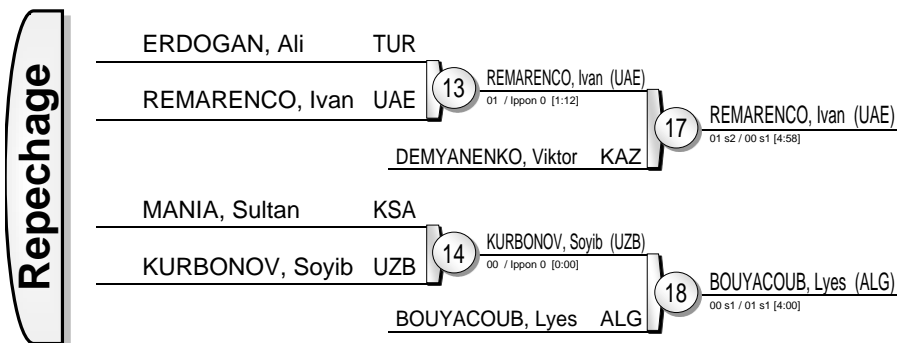 Repechage
ERDOGAN, Ali TUR
REMARENCO, Ivan UAE
13
REMARENCO, Ivan (UAE)
01 / Ippon 0 [1:12]
DEMYANENKO, Viktor KAZ
17
REMARENCO, Ivan (UAE)
01 s2 / 00 s1 [4:58]
MANIA, Sultan KSA
KURBONOV, Soyib UZB
14
KURBONOV, Soyib (UZB)
00 / Ippon 0 [0:00]
BOUYACOUB, Lyes ALG
18
BOUYACOUB, Lyes (ALG)
00 s1 / 01 s1 [4:00]